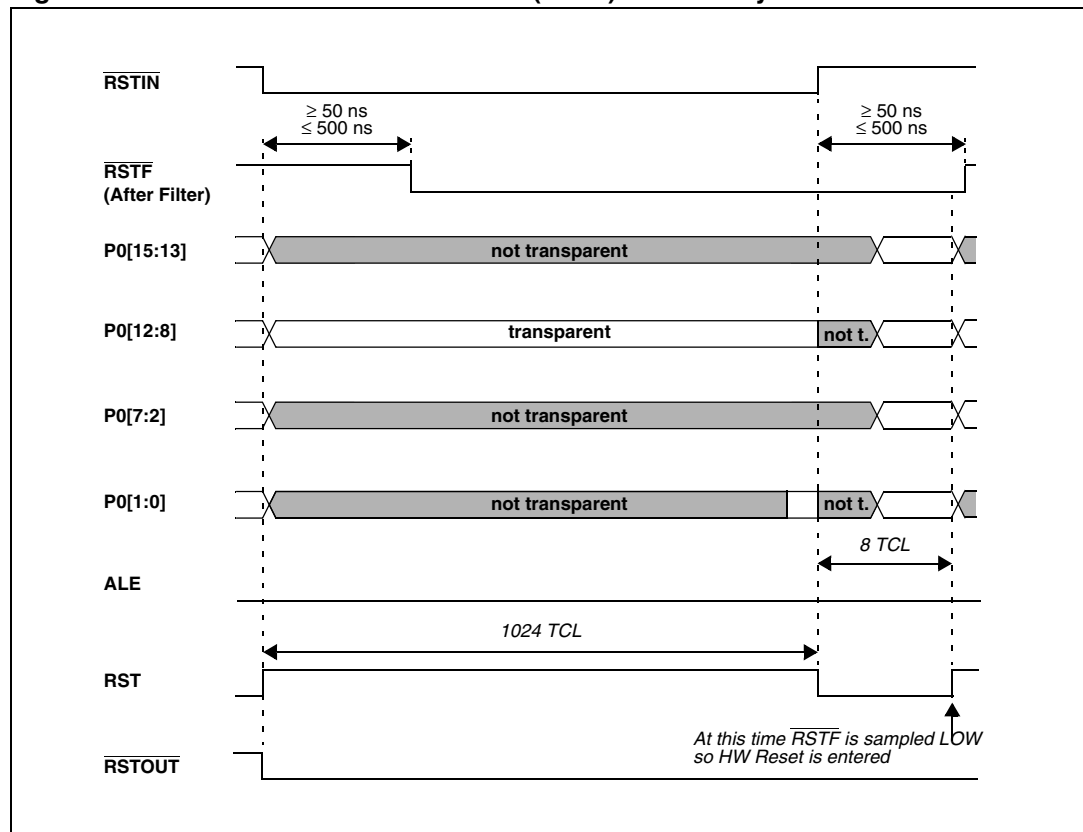 RSTIN
≥ 50 ns
≤ 500 ns
≥ 50 ns
≤ 500 ns
RSTF
(After Filter)
P0[15:13]
not transparent
P0[12:8]
transparent
not t.
P0[7:2]
not transparent
P0[1:0]
not transparent
not t.
8 TCL
ALE
1024 TCL
RST
At this time RSTF is sampled LOW
so HW Reset is entered
RSTOUT